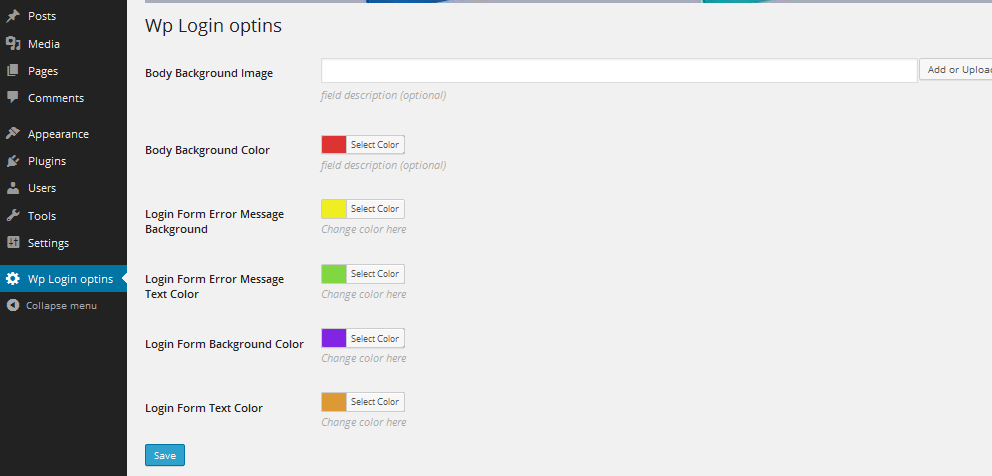 Posts
Media
Pages
Comments
Appearance
Plugins
Users
Tools
Settings
Wp Login optins
Collapse menu
Wp Login optins
Body Background Image
Add or Upload
field description (optional)
Body Background Color
Select Color
field description (optional)
Login Form Error Message
Background
Select Color
Change color here
Login Form Error Message
Text Color
Select Color
Change color here
Login Form Background Color
Select Color
Change color here
Login Form Text Color
Select Color
Change color here
Save